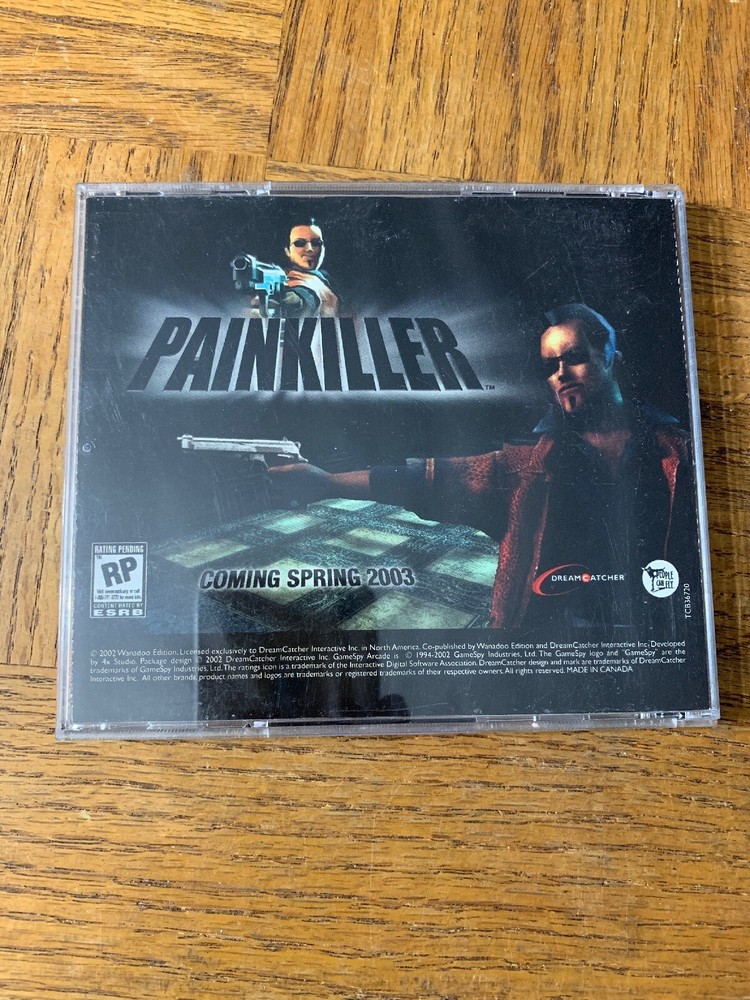 PAINKILLER™
RATING PENDING
RP
CONTENT RATED BY
ESRB
COMING SPRING 2003
DREAMCATCHER
PEOPLE
CAN FLY
TCB36720
© 2002 Wanadoo Edition. Licensed exclusively to DreamCatcher Interactive Inc. in North America. Co-published by Wanadoo Edition and DreamCatcher Interactive Inc. Developed
by 4x Studio. Package design © 2002 DreamCatcher Interactive Inc. GameSpy Arcade is © 1994-2002 GameSpy Industries, Ltd. The GameSpy logo and "GameSpy" are the
trademarks of GameSpy Industries, Ltd. The ratings icon is a trademark of the Interactive Digital Software Association. DreamCatcher design and mark are trademarks of DreamCatcher
Interactive Inc. All other brands, product names and logos are trademarks or registered trademarks of their respective owners. All rights reserved. MADE IN CANADA